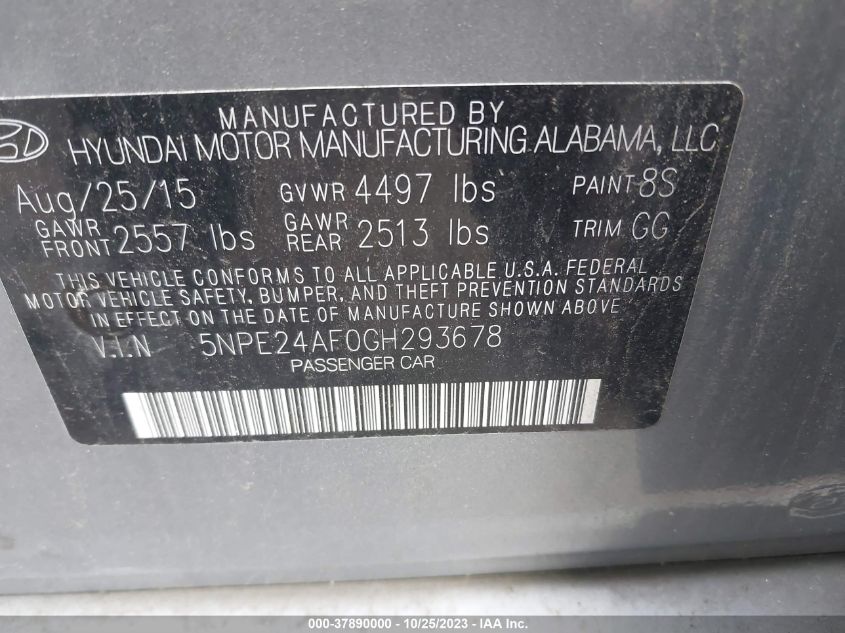 MANUFACTURED BY
HYUNDAI MOTOR MANUFACTURING ALABAMA, LLC
Aug/25/15 GVWR 4497 lbs PAINT 8S
GAWR FRONT 2557 lbs GAWR REAR 2513 lbs TRIM GG
THIS VEHICLE CONFORMS TO ALL APPLICABLE U.S.A. FEDERAL
MOTOR VEHICLE SAFETY, BUMPER, AND THEFT PREVENTION STANDARDS
IN EFFECT ON THE DATE OF MANUFACTURE SHOWN ABOVE
V.I.N 5NPE24AF0GH293678
PASSENGER CAR
000-37890000 - 10/25/2023 - IAA Inc.